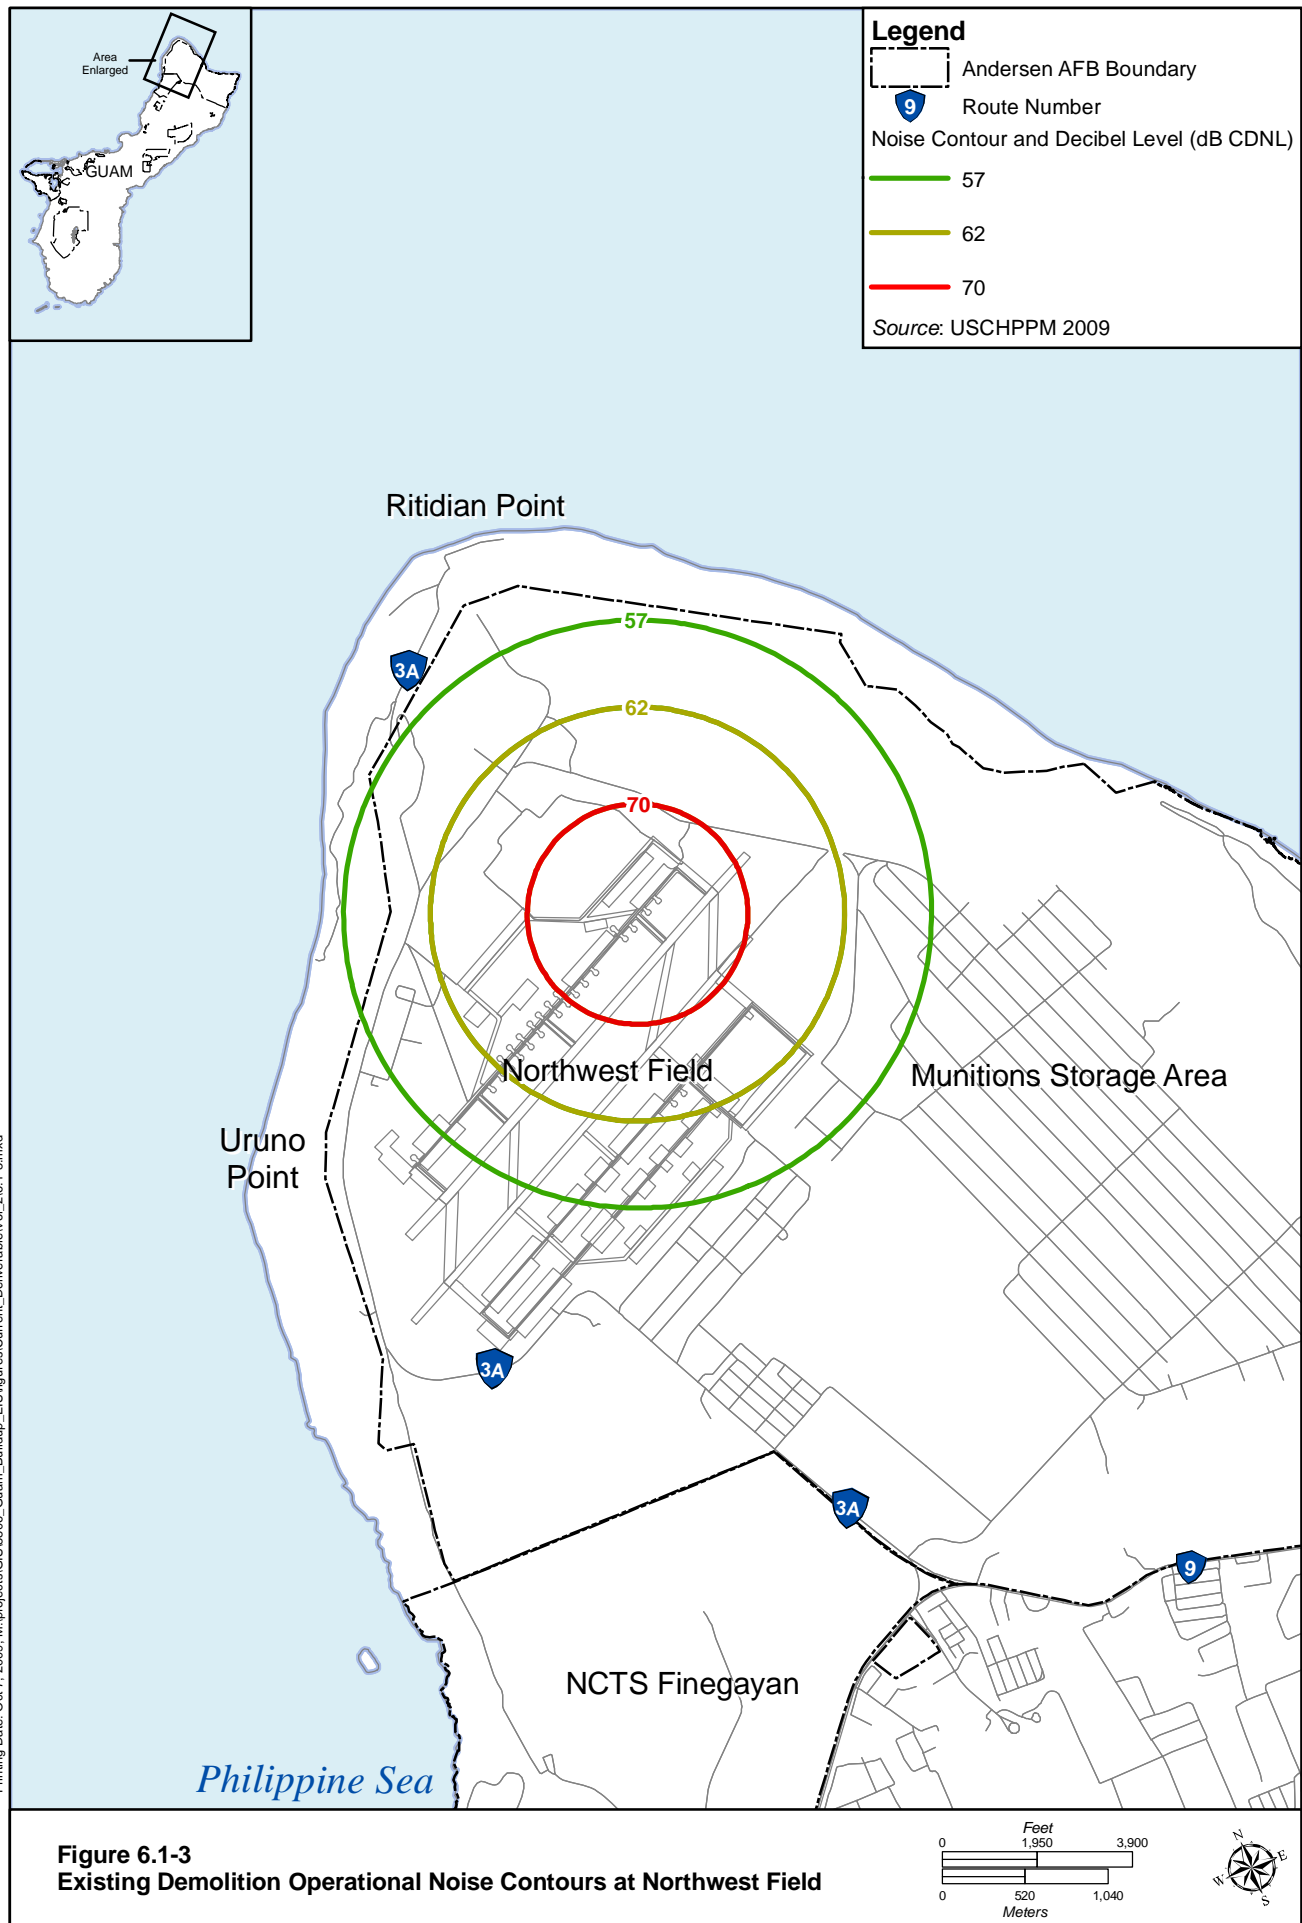 Area
Enlarged
GUAM
Legend
Andersen AFB Boundary
9
Route Number
Noise Contour and Decibel Level (dB CDNL)
57
62
70
Source: USCHPPM 2009
Ritidian Point
57
3A
62
70
Northwest Field
Munitions Storage Area
Uruno
Point
3A
3A
9
NCTS Finegayan
Philippine Sea
Figure 6.1-3
Existing Demolition Operational Noise Contours at Northwest Field
Feet
0 1,950 3,900
0 520 1,040
Meters
N
E
S
W